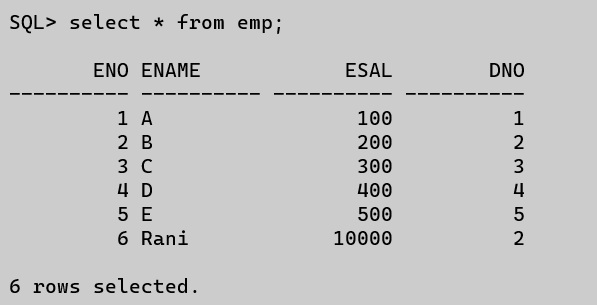 SQL> select * from emp;
       ENO ENAME            ESAL        DNO
---------- ---------- ---------- ----------
         1 A                 100          1
         2 B                 200          2
         3 C                 300          3
         4 D                 400          4
         5 E                 500          5
         6 Rani            10000          2
6 rows selected.